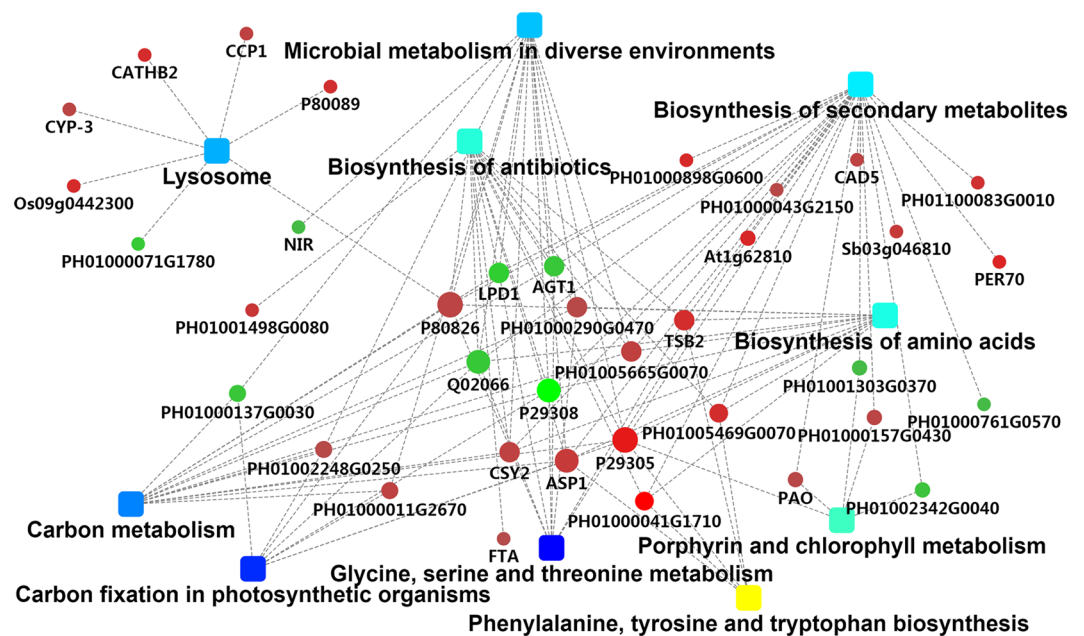 CCP1
Microbial metabolism in diverse environments
CATHB2
P80089
Biosynthesis of secondary metabolites
CYP-3
Lysosome
Biosynthesis of antibiotics
PH01000898G0600
CAD5
Os09g0442300
PH01000043G2150
PH01100083G0010
NIR
PH01000071G1780
At1g62810
Sb03g046810
PER70
LPD1
AGT1
PH01001498G0080
P80826
PH01000290G0470
TSB2
Biosynthesis of amino acids
PH01005665G0070
Q02066
PH01001303G0370
PH01000137G0030
P29308
PH01000761G0570
PH01005469G0070
PH01000157G0430
PH01002248G0250
CSY2
ASP1
P29305
PAO
PH01000011G2670
PH01002342G0040
PH01000041G1710
Carbon metabolism
FTA
Porphyrin and chlorophyll metabolism
Glycine, serine and threonine metabolism
Carbon fixation in photosynthetic organisms
Phenylalanine, tyrosine and tryptophan biosynthesis